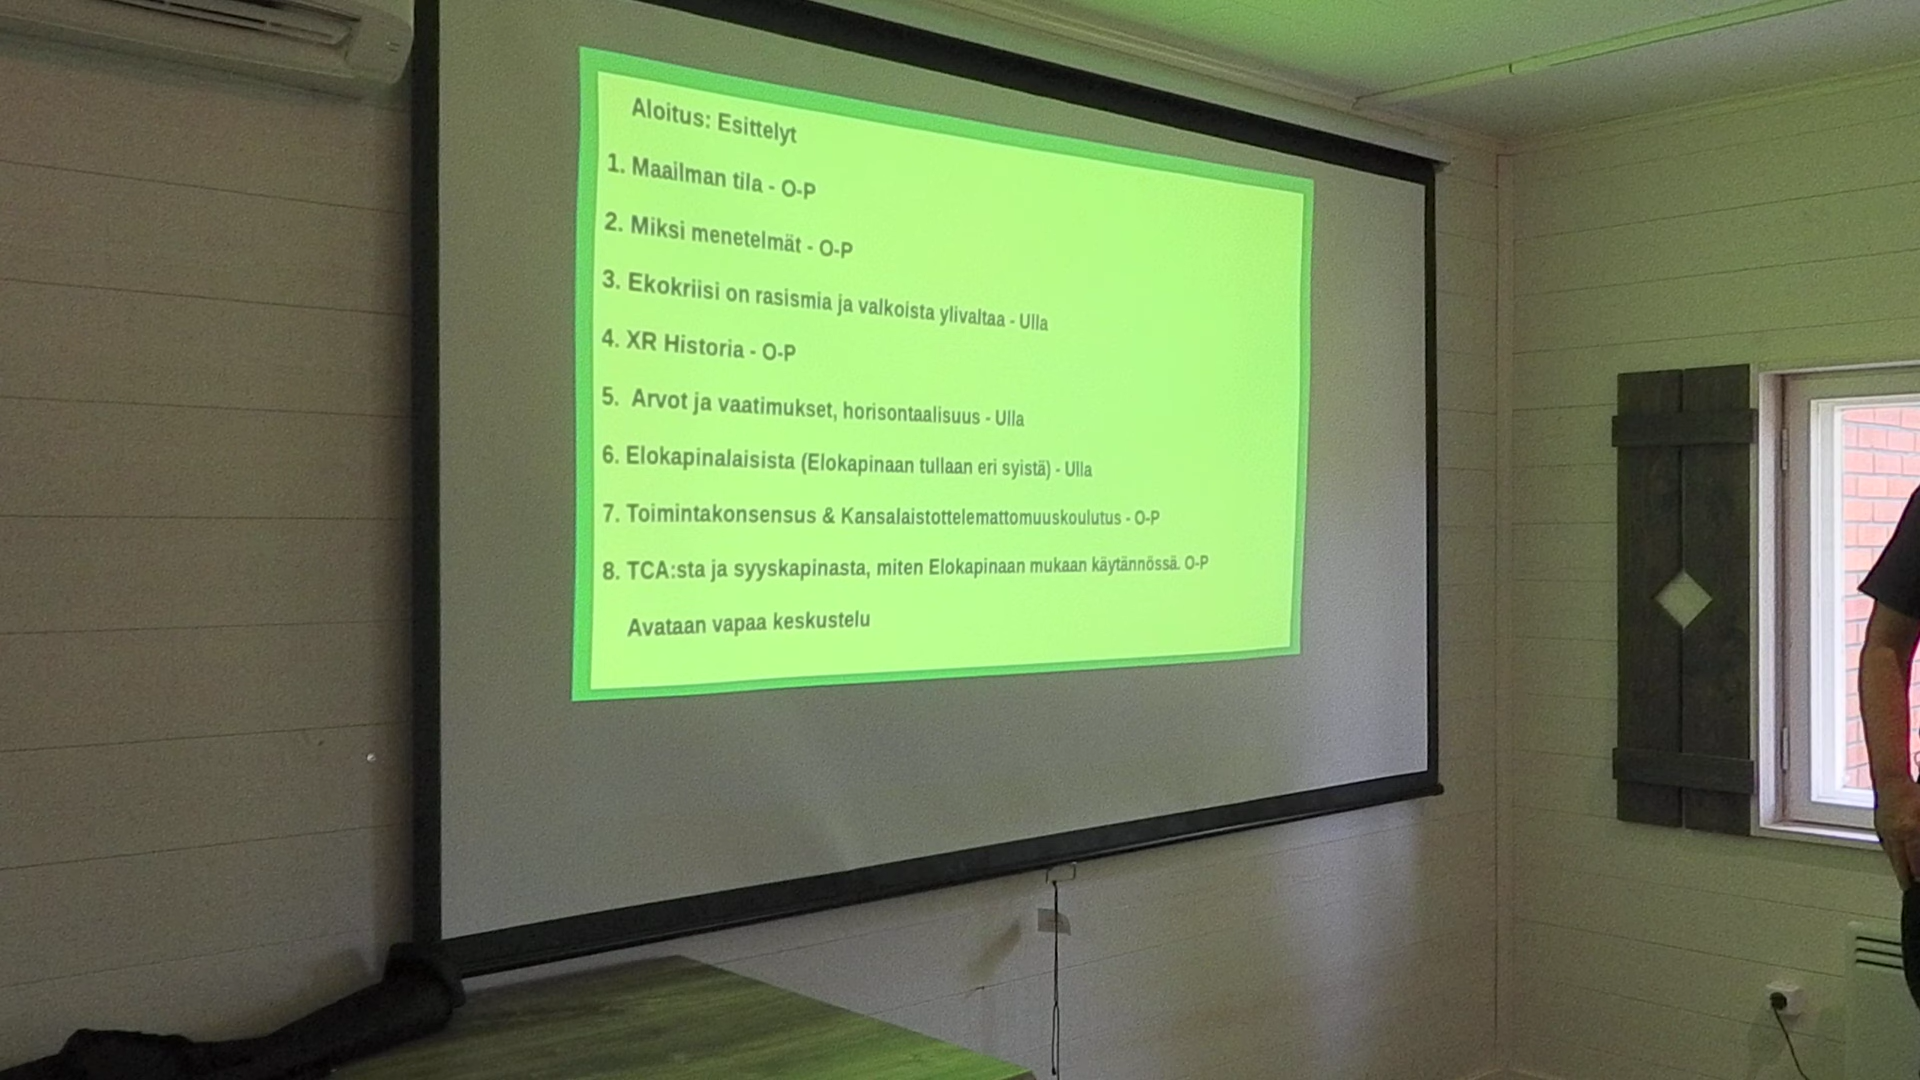 Aloitus: Esittelyt
1. Maailman tila - O-P
2. Miksi menetelmät - O-P
3. Ekokriisi on rasismia ja valkoista ylivaltaa - Ulla
4. XR Historia - O-P
5. Arvot ja vaatimukset, horisontaalisuus - Ulla
6. Elokapinalaisista (Elokapinaan tullaan eri syistä) - Ulla
7. Toimintakonsensus & Kansalaistottelemattomuuskoulutus - O-P
8. TCA:sta ja syyskapinasta, miten Elokapinaan mukaan käytännössä. O-P
Avataan vapaa keskustelu